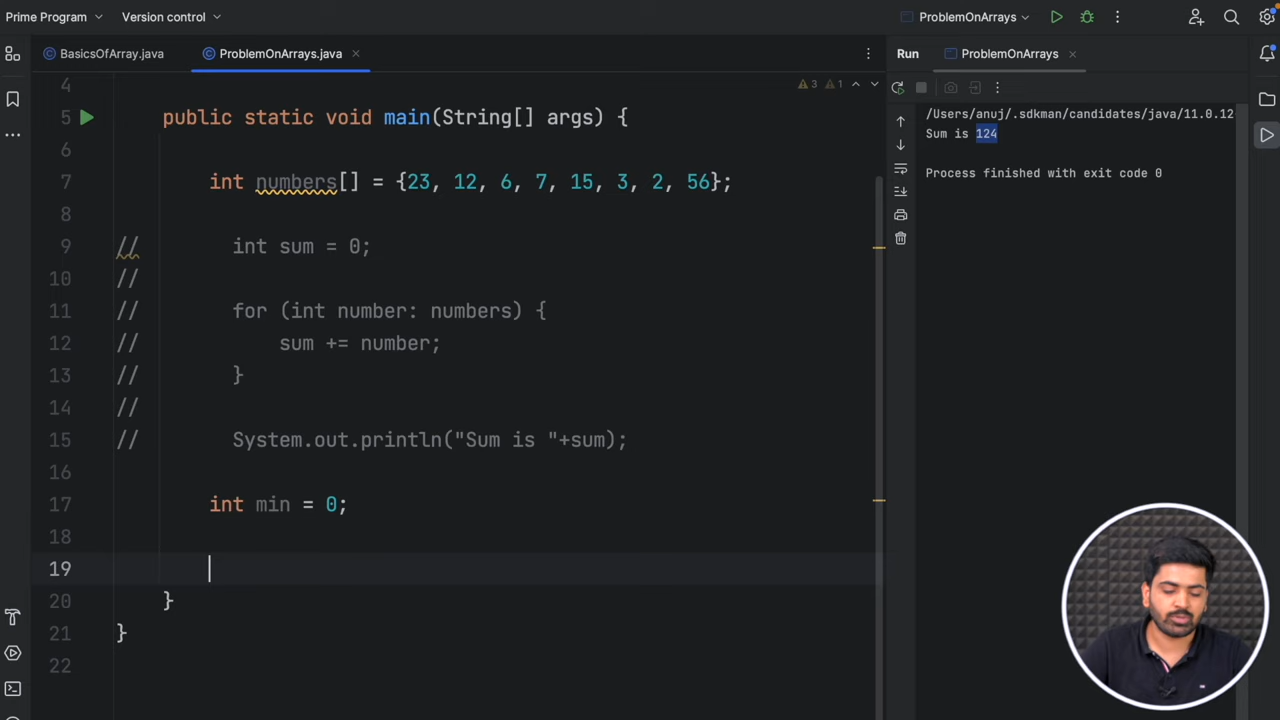 Prime Program
Version control
ProblemOnArrays
BasicsOfArray.java
ProblemOnArrays.java
Run
ProblemOnArrays
3
1
4
5 public static void main(String[] args) {
6
7 int numbers[] = {23, 12, 6, 7, 15, 3, 2, 56};
8
9 // int sum = 0;
10 //
11 // for (int number: numbers) {
12 // sum += number;
13 // }
14 //
15 // System.out.println("Sum is "+sum);
16
17 int min = 0;
18
19
20 }
21 }
22
/Users/anuj/.sdkman/candidates/java/11.0.12
Sum is 124
Process finished with exit code 0